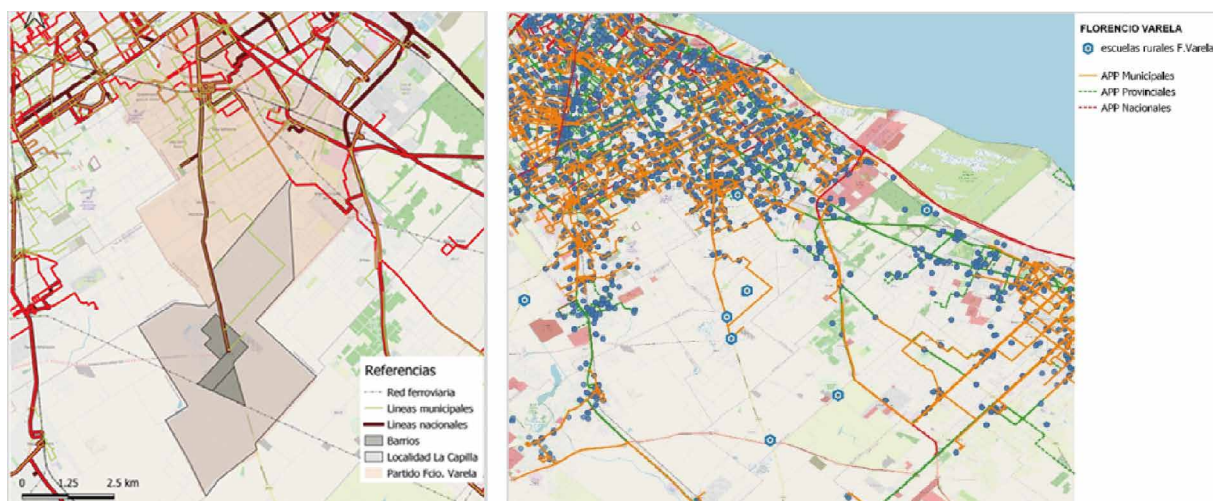 Referencias
Red ferroviaria
Lineas municipales
Lineas nacionales
Barrios
Localidad La Capilla
Partido Fcio. Varela
0 1.25 2.5 km
FLORENCIO VARELA
escuelas rurales F.Varela
APP Municipales
APP Provinciales
APP Nacionales